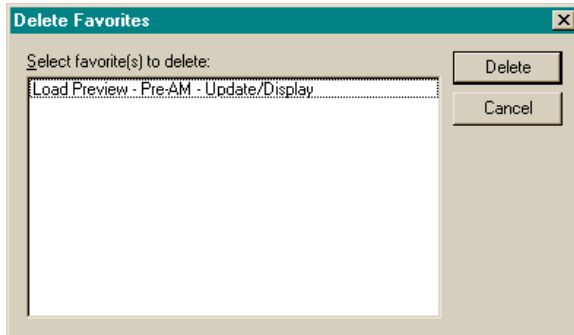 Delete Favorites
Select favorite(s) to delete:
Delete
Load Preview - Pre-AM - Update/Display
Cancel